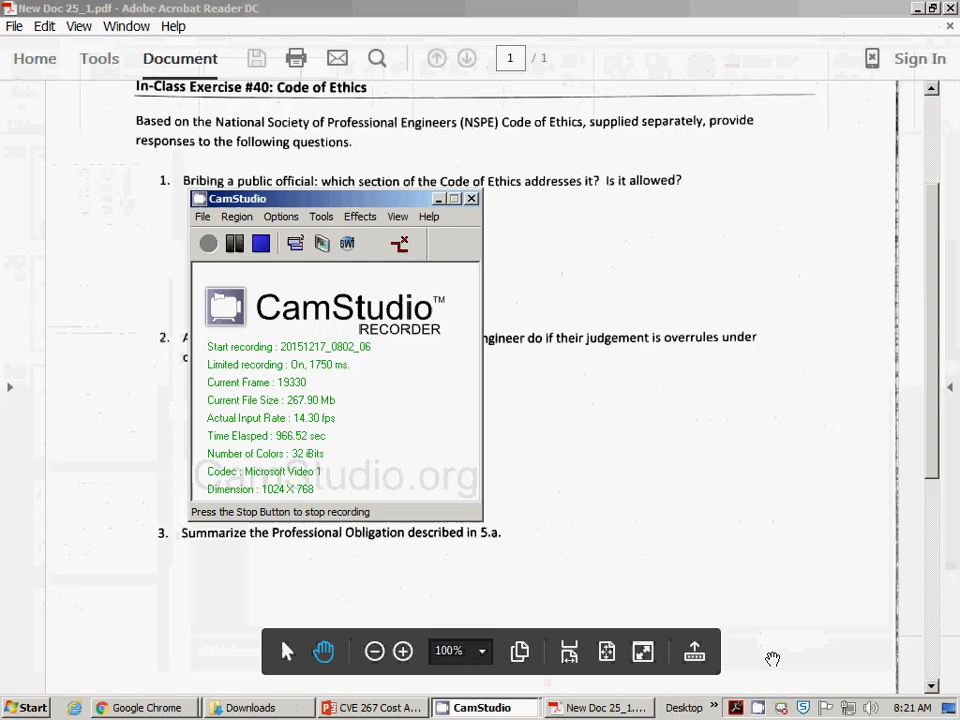 New Doc 25_1.pdf - Adobe Acrobat Reader DC
File Edit View Window Help
Home Tools Document 1 / 1 Sign In
In-Class Exercise #40: Code of Ethics
Based on the National Society of Professional Engineers (NSPE) Code of Ethics, supplied separately, provide
responses to the following questions.
1. Bribing a public official: which section of the Code of Ethics addresses it? Is it allowed?
CamStudio
File Region Options Tools Effects View Help
CamStudio™
RECORDER
2. A
ngineer do if their judgement is overrules under
Start recording : 20151217_0802_06
Limited recording : On, 1750 ms.
Current Frame : 19330
Current File Size : 267.90 Mb
Actual Input Rate : 14.30 fps
Time Elasped : 966.52 sec
Number of Colors : 32 iBits
Codec : Microsoft Video 1
Dimension : 1024 X 768
CamStudio.org
Press the Stop Button to stop recording
3. Summarize the Professional Obligation described in 5.a.
100%
Start Google Chrome Downloads CVE 267 Cost A... CamStudio New Doc 25_1.... Desktop » 8:21 AM